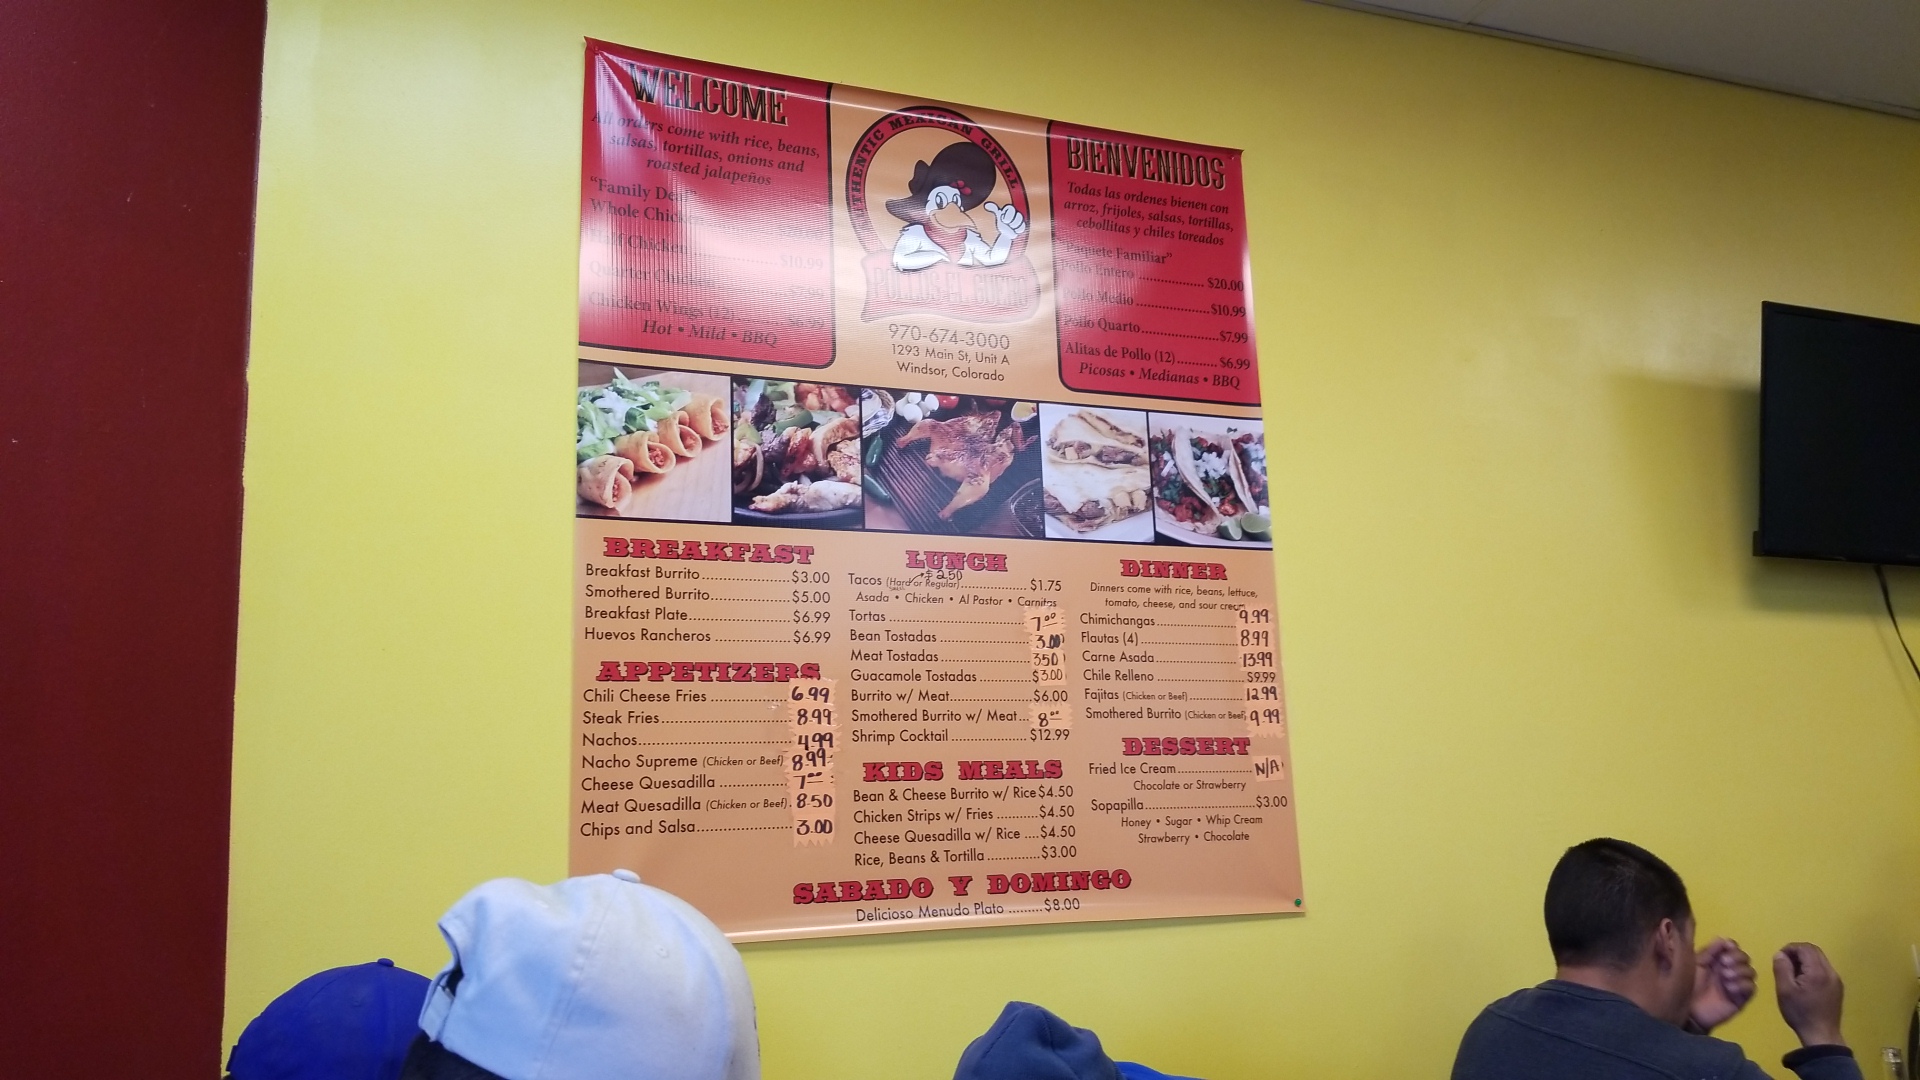 WELCOME
All orders come with rice, beans,
salsas, tortillas, onions and
roasted jalapeños
"Family Deal"
Whole Chicken
Half Chicken ............ $10.99
Quarter Chicken ............ $7.99
Chicken Wings (12) ............ $6.99
Hot • Mild • BBQ
AUTHENTIC MEXICAN GRILL
POLLOS EL GUERO
970-674-3000
1293 Main St, Unit A
Windsor, Colorado
BIENVENIDOS
Todas las ordenes bienen con
arroz, frijoles, salsas, tortillas,
cebollitas y chiles toreados
"Paquete Familiar"
Pollo Entero ............ $20.00
Pollo Medio ............ $10.99
Pollo Quarto ............ $7.99
Alitas de Pollo (12) ............ $6.99
Picosas • Medianas • BBQ
BREAKFAST
Breakfast Burrito ............ $3.00
Smothered Burrito ............ $5.00
Breakfast Plate ............ $6.99
Huevos Rancheros ............ $6.99
APPETIZERS
Chili Cheese Fries ............ 6.99
Steak Fries ............ 8.99
Nachos ............ 4.99
Nacho Supreme (Chicken or Beef) 8.99
Cheese Quesadilla ............ 7.00
Meat Quesadilla (Chicken or Beef) . 8.50
Chips and Salsa ............ 3.00
LUNCH
$2.50
Tacos (Hard or Regular) ............ $1.75
Asada • Chicken • Al Pastor • Carnitas
Tortas ............ 7.00
Bean Tostadas ............ 3.00
Meat Tostadas ............ 3.50
Guacamole Tostadas ............ $3.00
Burrito w/ Meat ............ $6.00
Smothered Burrito w/ Meat ... 8.00
Shrimp Cocktail ............ $12.99
KIDS MEALS
Bean & Cheese Burrito w/ Rice $4.50
Chicken Strips w/ Fries ............ $4.50
Cheese Quesadilla w/ Rice .... $4.50
Rice, Beans & Tortilla ............ $3.00
DINNER
Dinners come with rice, beans, lettuce,
tomato, cheese, and sour cream
Chimichangas ............ 9.99
Flautas (4) ............ 8.99
Carne Asada ............ 13.99
Chile Relleno ............ $9.99
Fajitas (Chicken or Beef) ............ 12.99
Smothered Burrito (Chicken or Beef) 9.99
DESSERT
Fried Ice Cream ............ N/A
Chocolate or Strawberry
Sopapilla ............ $3.00
Honey • Sugar • Whip Cream
Strawberry • Chocolate
SABADO Y DOMINGO
Delicioso Menudo Plato ......... $8.00